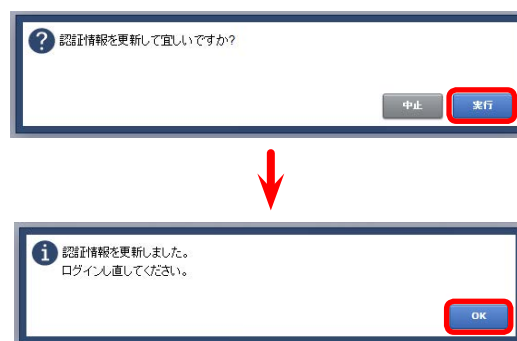 認証情報を更新して宜しいですか?
中止
実行
認証情報を更新しました。
ログインし直してください。
OK